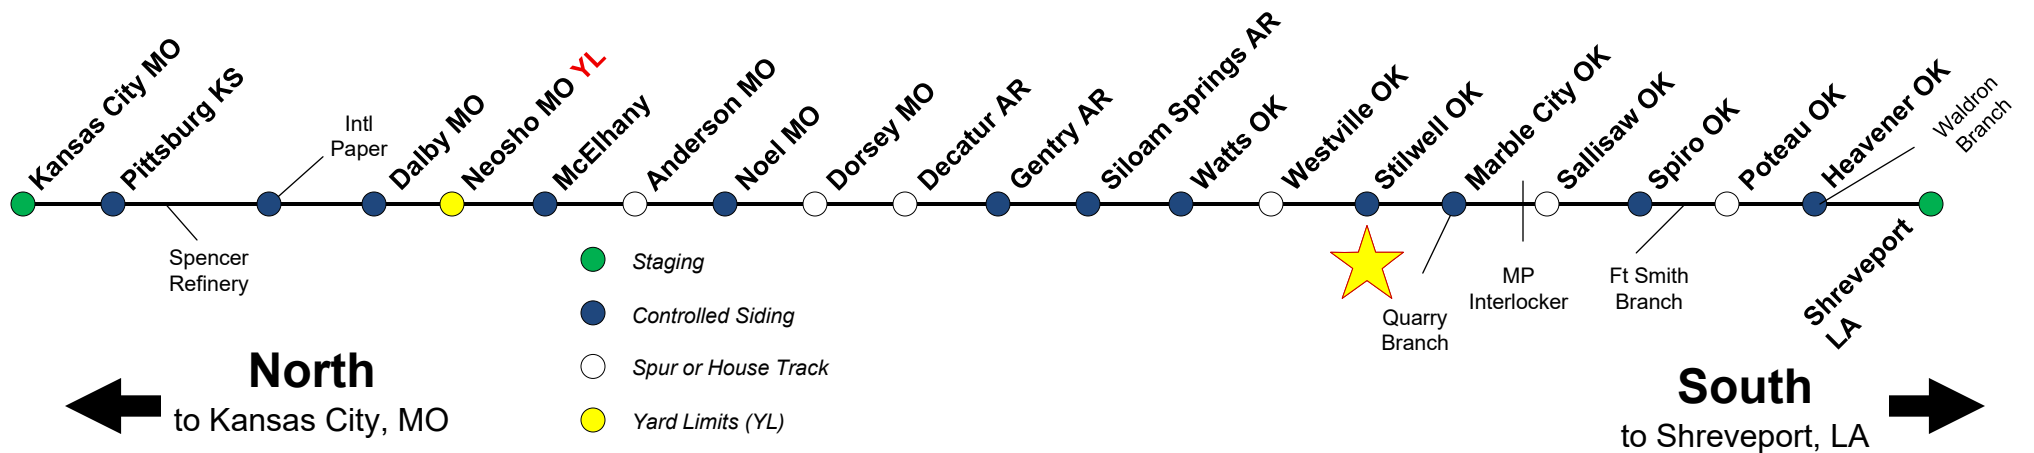 Kansas City MO
Pittsburg KS
Intl
Paper
Dalby MO
Neosho MO YL
McElhany
Anderson MO
Noel MO
Dorsey MO
Decatur AR
Gentry AR
Siloam Springs AR
Watts OK
Westville OK
Stilwell OK
Marble City OK
Sallisaw OK
Spiro OK
Poteau OK
Heavener OK
Waldron
Branch
Spencer
Refinery
Staging
Controlled Siding
Spur or House Track
Yard Limits (YL)
Quarry
Branch
MP
Interlocker
Ft Smith
Branch
Shreveport
LA
North
to Kansas City, MO
South
to Shreveport, LA